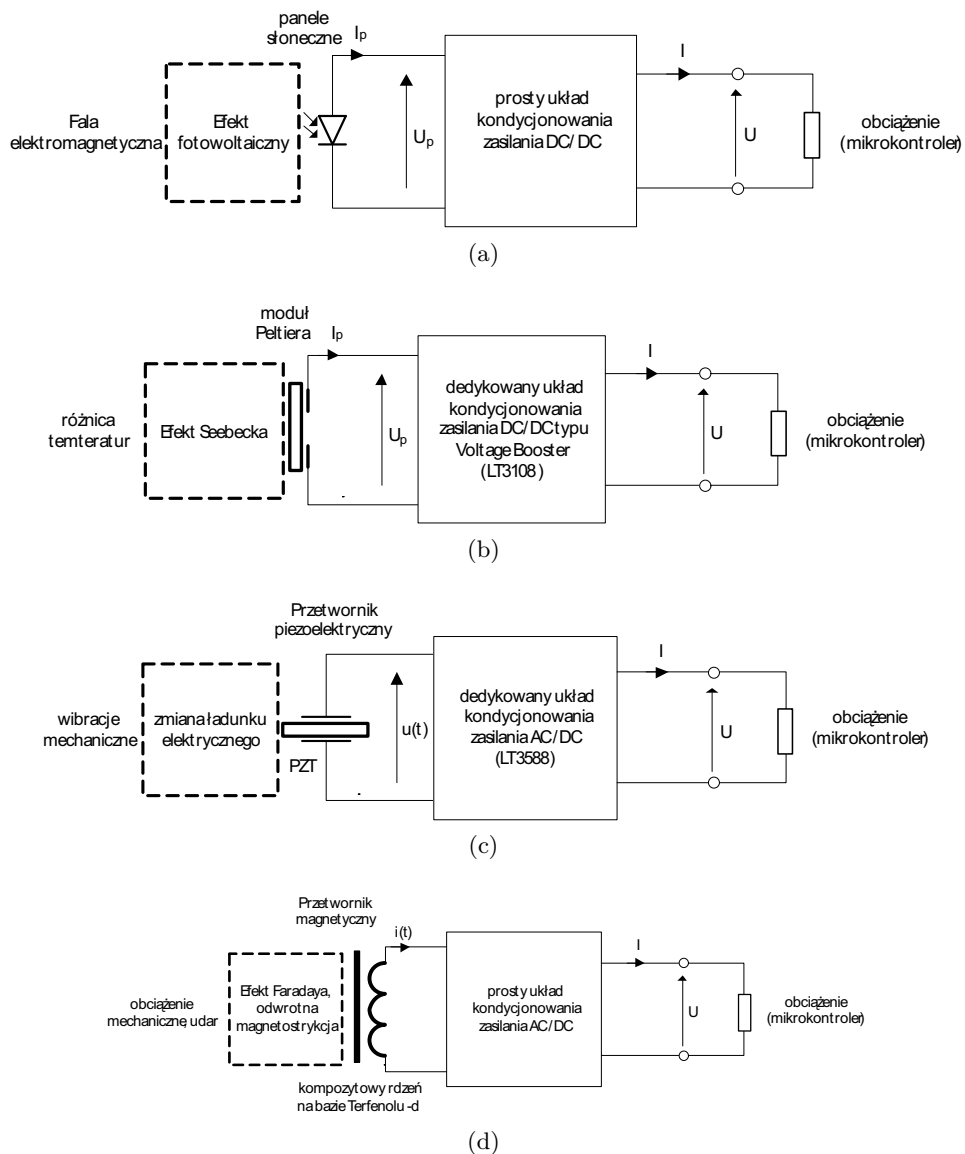 panele
słoneczne
Ip
Fala
elektromagnetyczna
Efekt
fotowoltaiczny
Up
prosty układ
kondycjonowania
zasilania DC/ DC
I
U
obciążenie
(mikrokontroler)
(a)
moduł
Peltiera
Ip
różnica
temteratur
Efekt Seebecka
Up
dedykowany układ
kondycjonowania
zasilania DC/ DC typu
Voltage Booster
(LT3108)
I
U
obciążenie
(mikrokontroler)
(b)
Przetwornik
piezoelektryczny
wibracje
mechaniczne
zmiana ładunku
elektrycznego
PZT
u(t)
dedykowany układ
kondycjonowania
zasilania AC/DC
(LT3588)
I
U
obciążenie
(mikrokontroler)
(c)
Przetwornik
magnetyczny
i(t)
obciążenie
mechaniczne, udar
Efekt Faradaya,
odwrotna
magnetostrykcja
prosty układ
kondycjonowania
zasilania AC/DC
I
U
obciążenie
(mikrokontroler)
kompozytowy rdzeń
na bazie Terfenolu -d
(d)